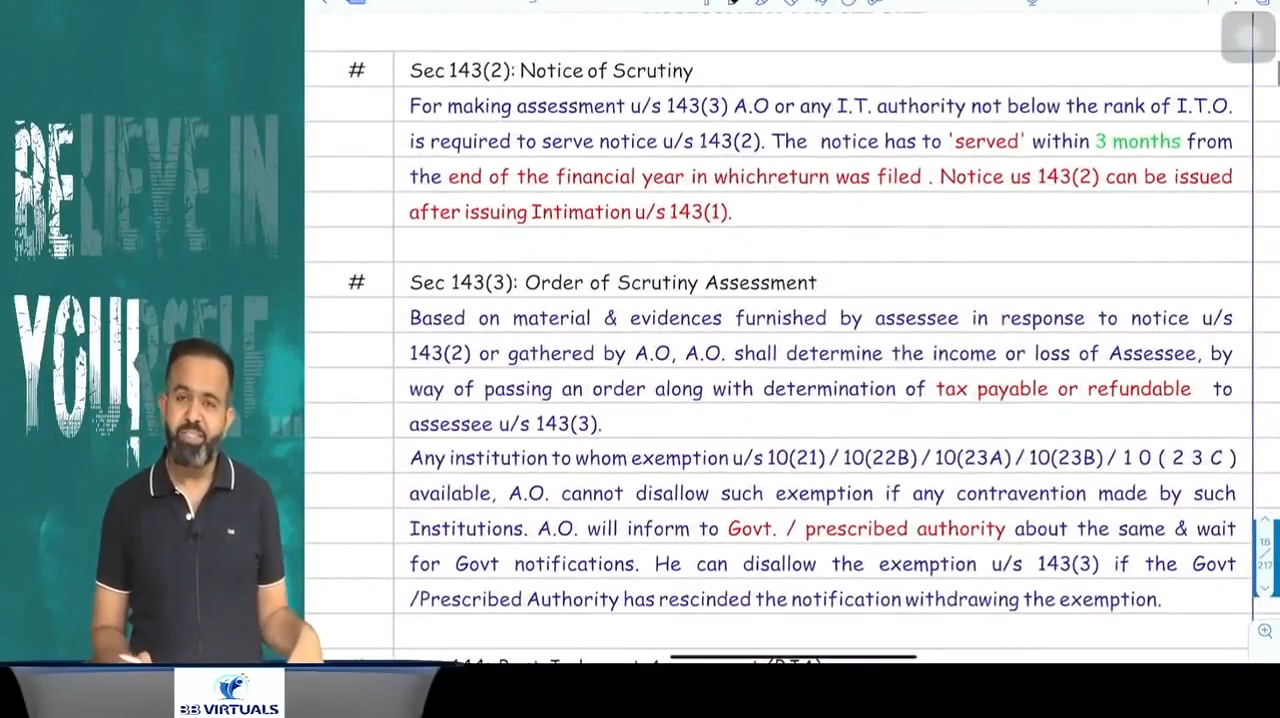 BELIEVE IN
YOURSELF...
# Sec 143(2): Notice of Scrutiny
For making assessment u/s 143(3) A.O or any I.T. authority not below the rank of I.T.O.
is required to serve notice u/s 143(2). The notice has to 'served' within 3 months from
the end of the financial year in whichreturn was filed . Notice us 143(2) can be issued
after issuing Intimation u/s 143(1).
# Sec 143(3): Order of Scrutiny Assessment
Based on material & evidences furnished by assessee in response to notice u/s
143(2) or gathered by A.O, A.O. shall determine the income or loss of Assessee, by
way of passing an order along with determination of tax payable or refundable to
assessee u/s 143(3).
Any institution to whom exemption u/s 10(21) / 10(22B) / 10(23A) / 10(23B) / 1 0 ( 2 3 C )
available, A.O. cannot disallow such exemption if any contravention made by such
Institutions. A.O. will inform to Govt. / prescribed authority about the same & wait
for Govt notifications. He can disallow the exemption u/s 143(3) if the Govt
/Prescribed Authority has rescinded the notification withdrawing the exemption.
18
217
BB VIRTUALS